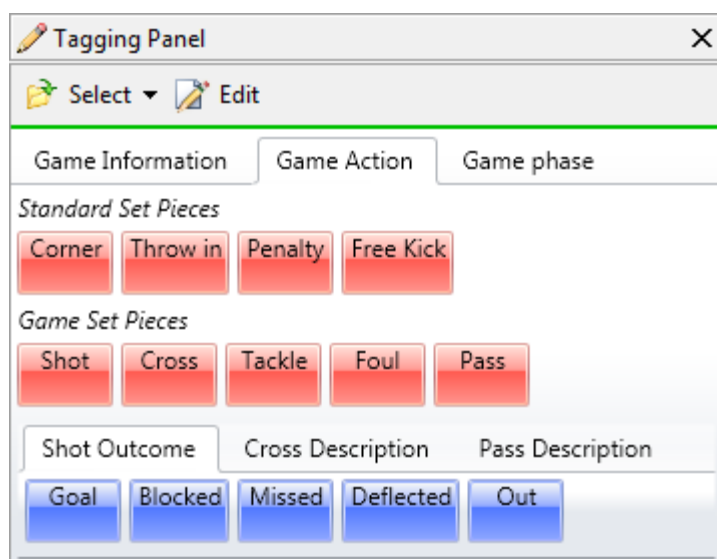 Tagging Panel
Select Edit
Game Information Game Action Game phase
Standard Set Pieces
Corner Throw in Penalty Free Kick
Game Set Pieces
Shot Cross Tackle Foul Pass
Shot Outcome Cross Description Pass Description
Goal Blocked Missed Deflected Out